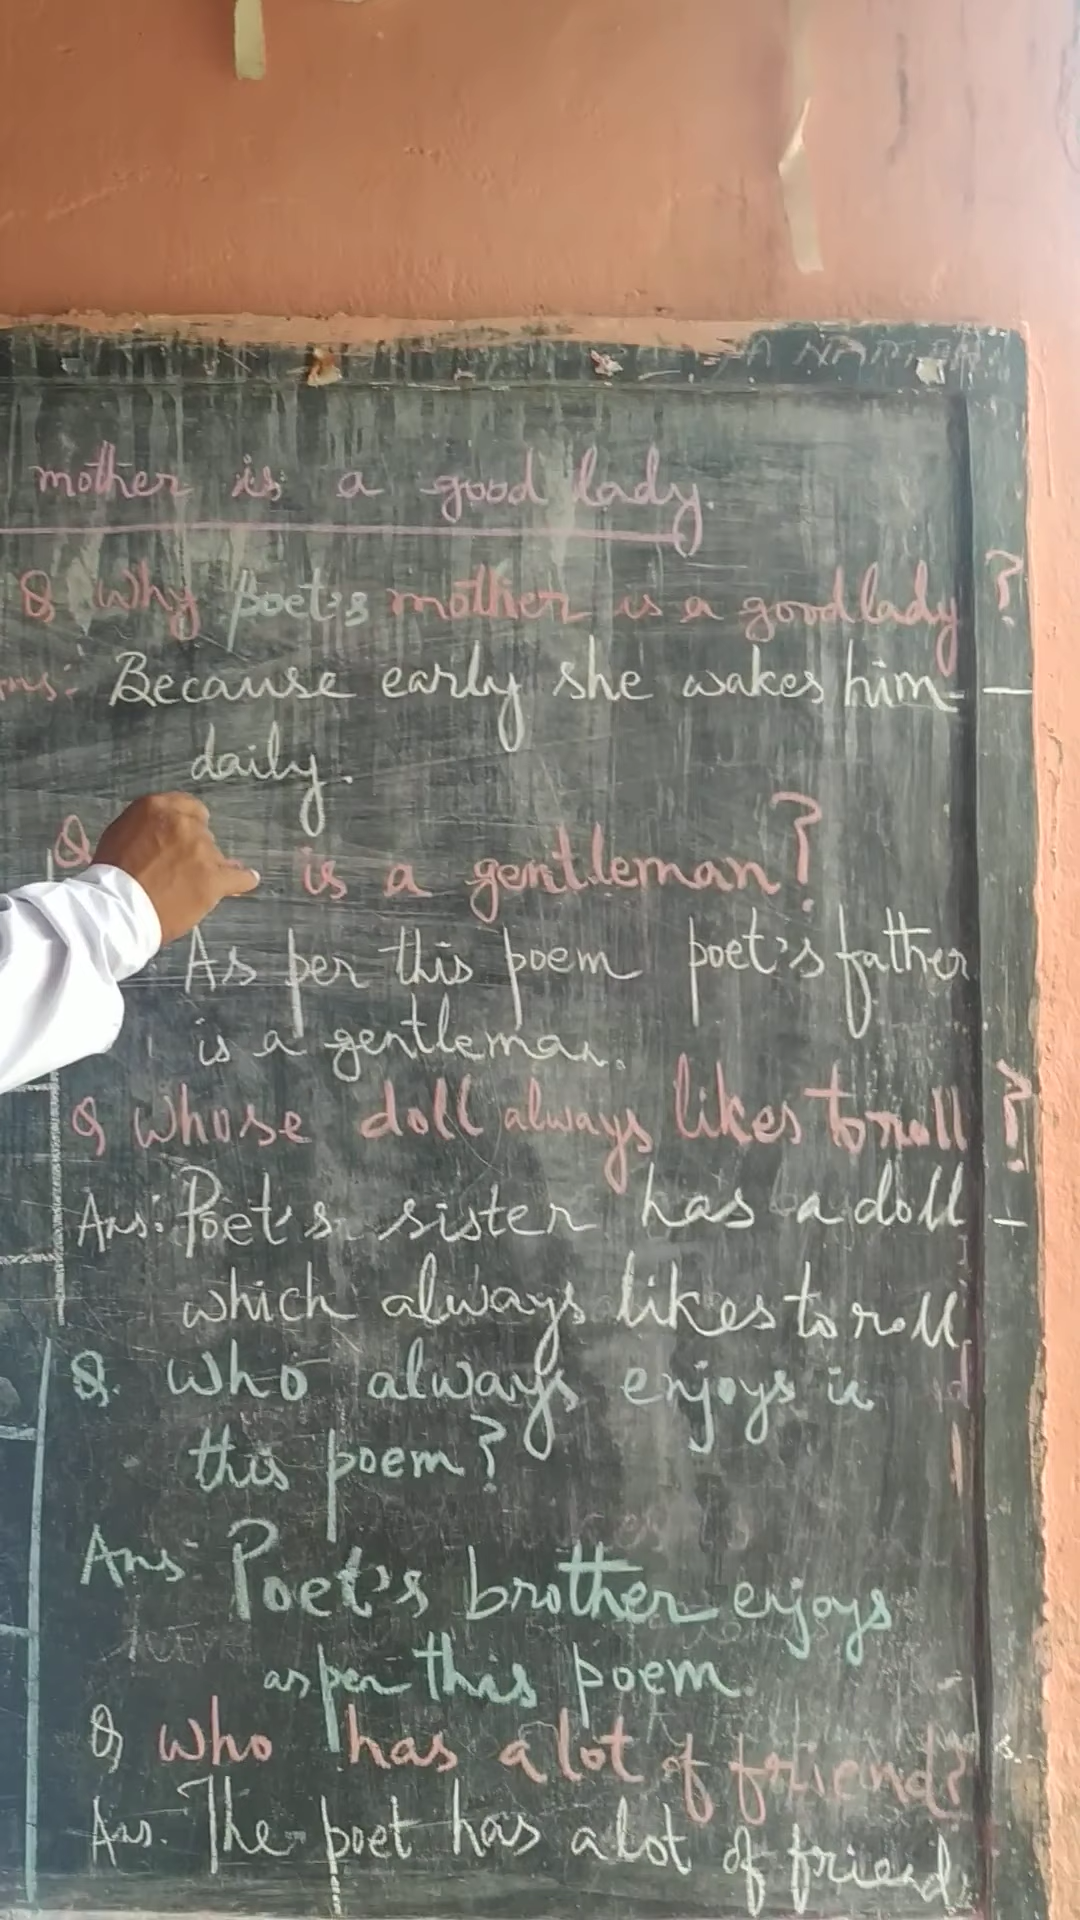 mother is a good lady.
Q Why poet's mother is a good lady ?
Ans: Because early she wakes him -
daily.
Q is a gentleman?
As per this poem poet's father
is a gentleman.
Q Whose doll always likes to roll ?
Ans: Poet's sister has a doll -
which always likes to roll.
Q. Who always enjoys in
this poem?
Ans: Poet's brother enjoys
as per this poem.
Q Who has a lot of friend?
Ans. The poet has a lot of friend.